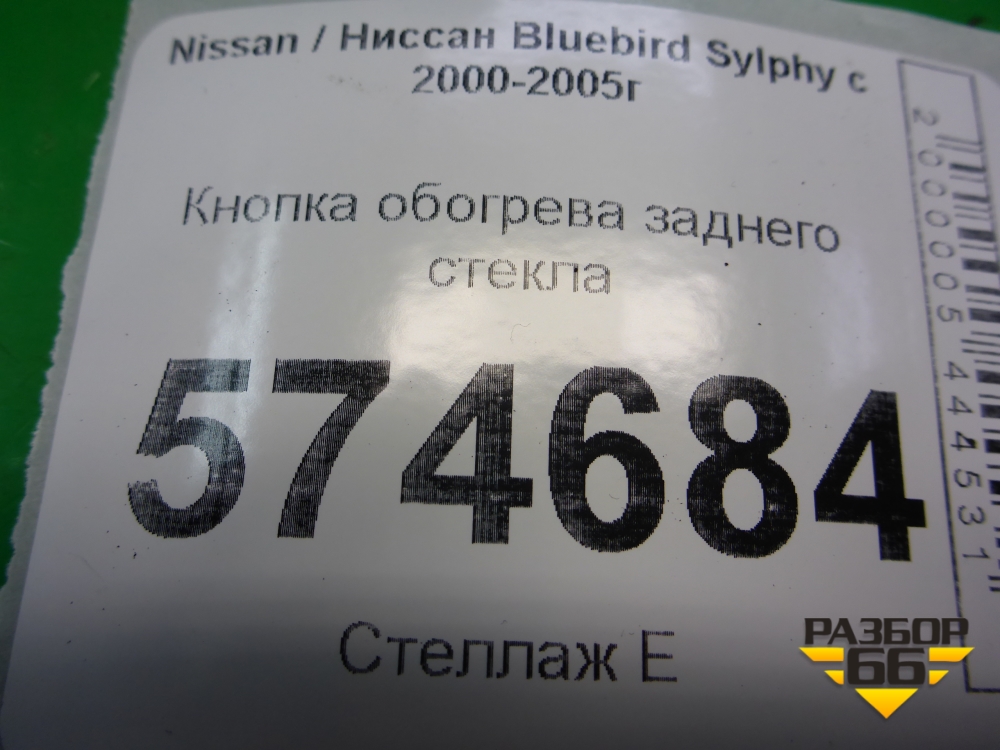 Nissan / Ниссан Bluebird Sylphy с
2000-2005г
Кнопка обогрева заднего
стекла
574684
Стеллаж Е
2000005444531
РАЗБОР
66